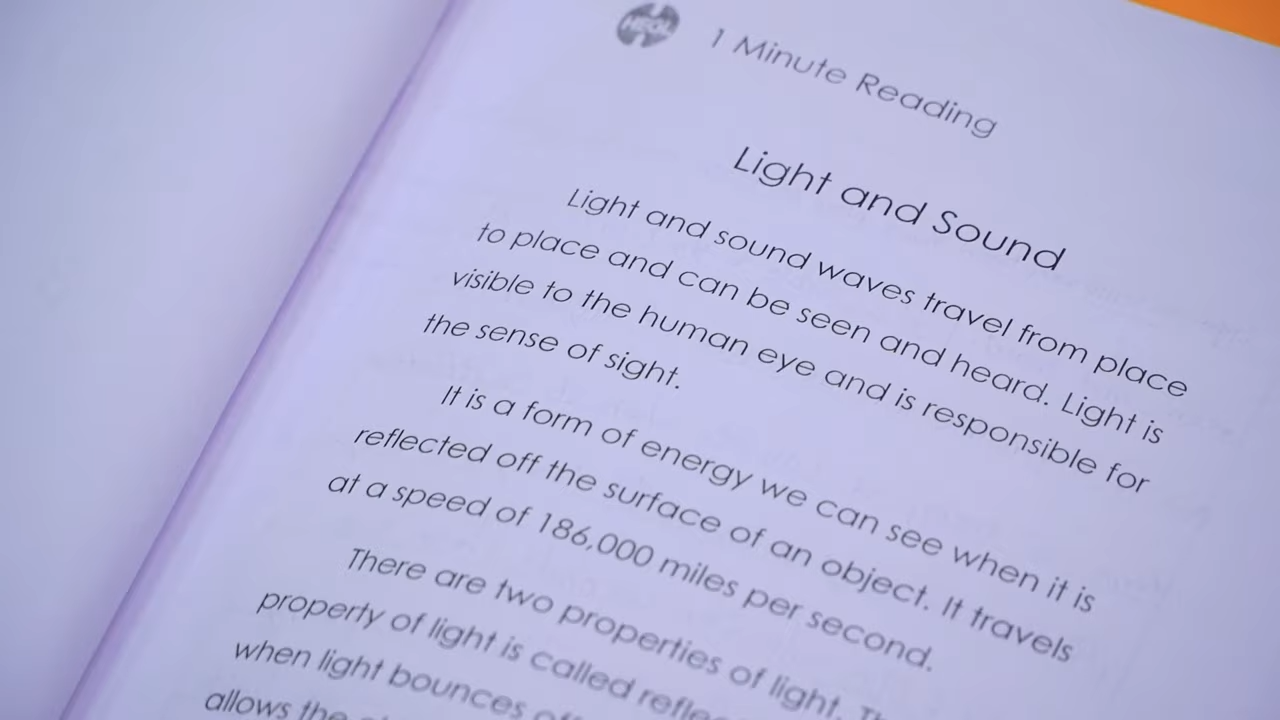 HEQL
1 Minute Reading
Light and Sound
Light and sound waves travel from place
to place and can be seen and heard. Light is
visible to the human eye and is responsible for
the sense of sight.
It is a form of energy we can see when it is
reflected off the surface of an object. It travels
at a speed of 186,000 miles per second.
There are two properties of light.
property of light is called
when light bounces
allows the